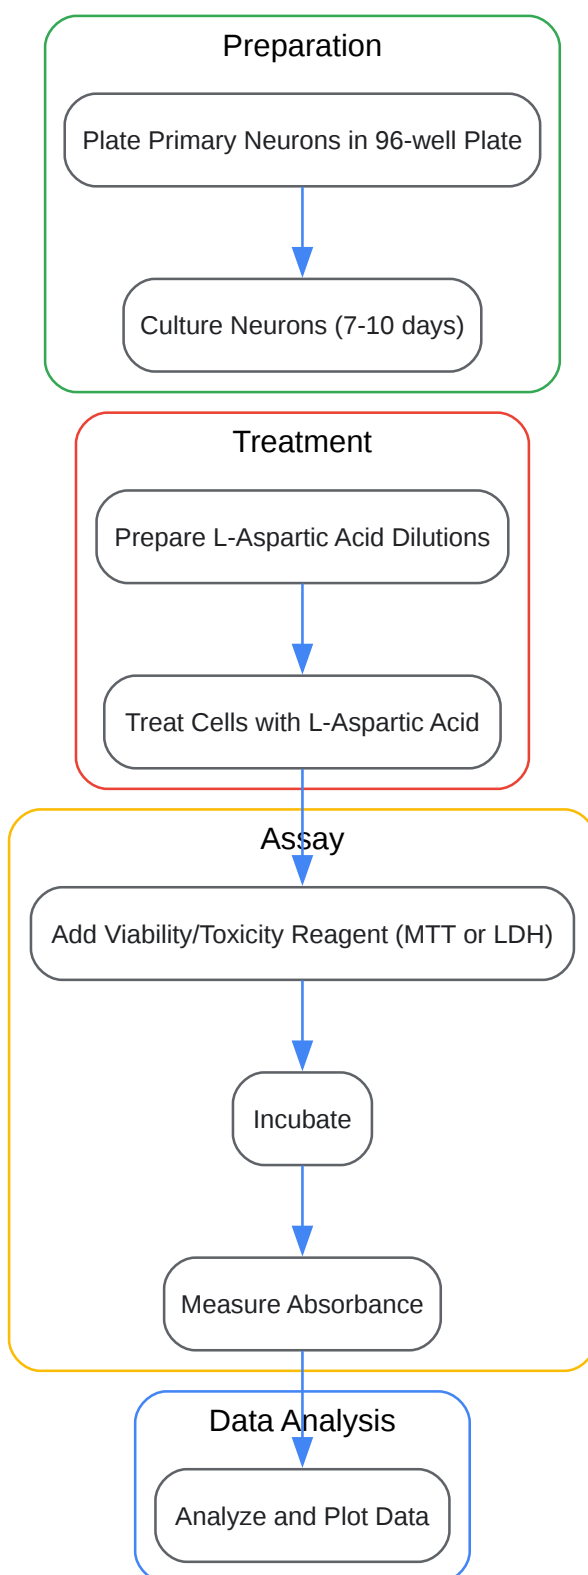 Preparation
Plate Primary Neurons in 96-well Plate
Culture Neurons (7-10 days)
Treatment
Prepare L-Aspartic Acid Dilutions
Treat Cells with L-Aspartic Acid
Assay
Add Viability/Toxicity Reagent (MTT or LDH)
Incubate
Measure Absorbance
Data Analysis
Analyze and Plot Data